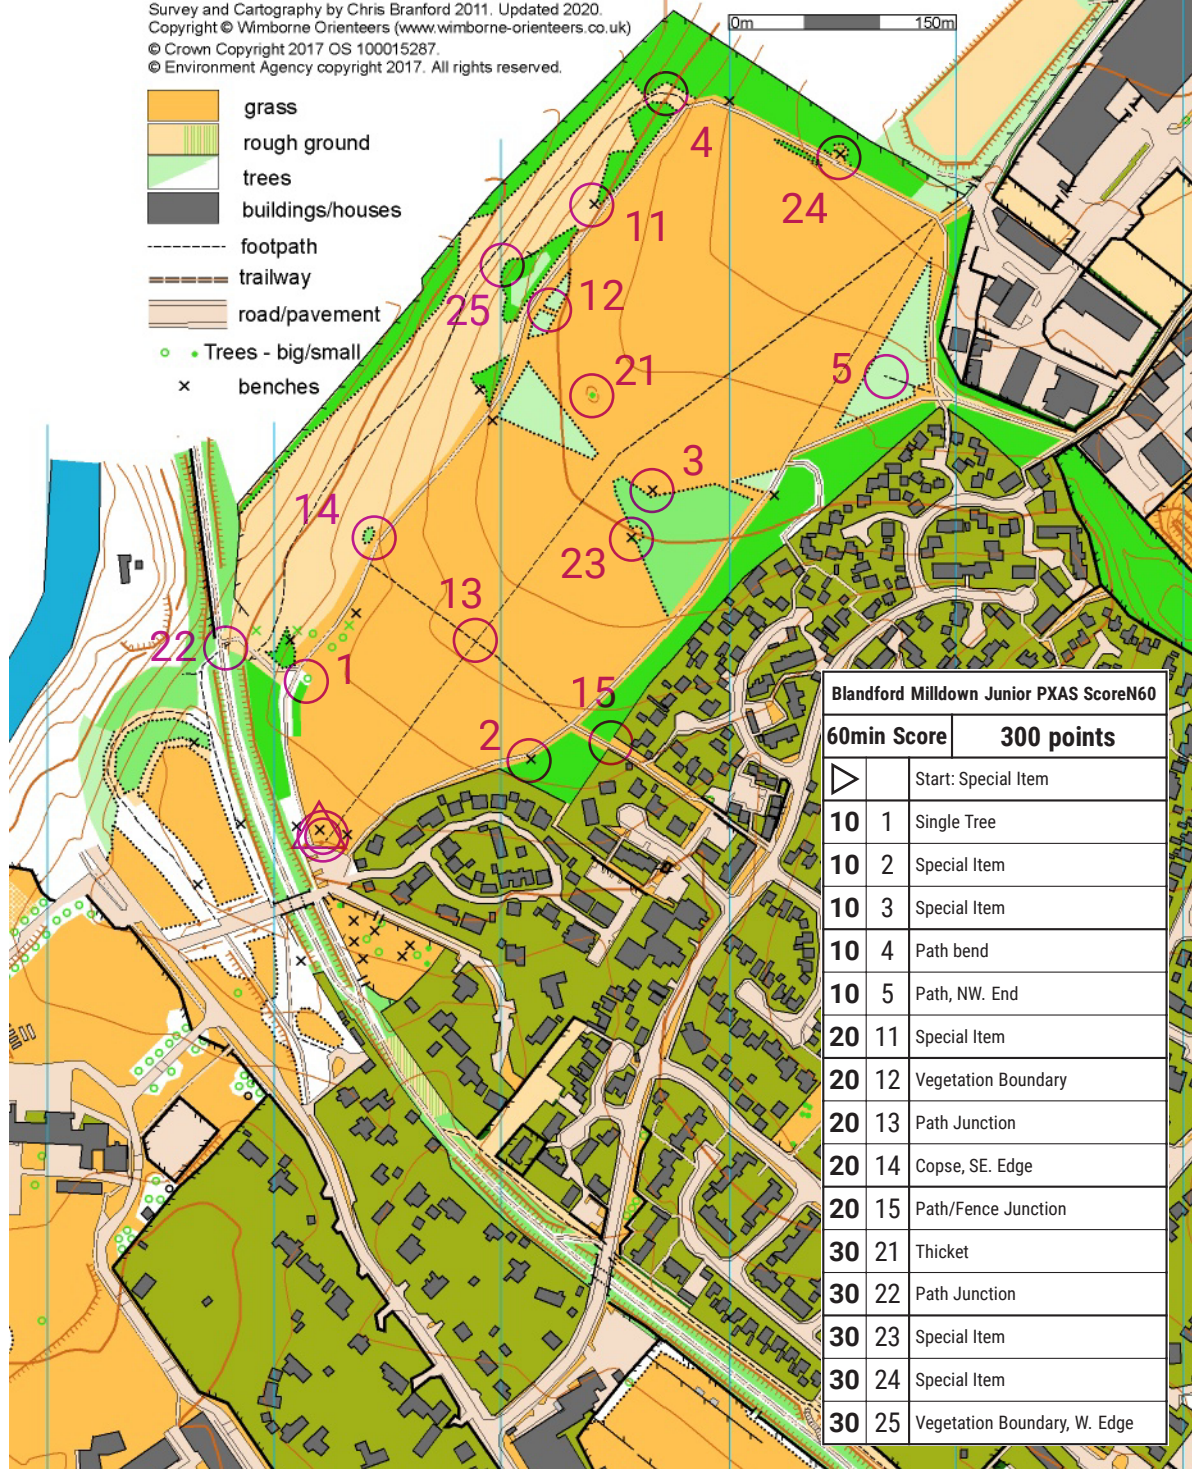 Survey and Cartography by Chris Branford 2011. Updated 2020.
Copyright © Wimborne Orienteers (www.wimborne-orienteers.co.uk)
© Crown Copyright 2017 OS 100015287.
© Environment Agency copyright 2017. All rights reserved.
0m 150m
grass
rough ground
trees
buildings/houses
footpath
trailway
road/pavement
Trees - big/small
benches
4
24
11
25
12
21
5
3
14
23
13
22
1
15
2
Blandford Milldown Junior PXAS ScoreN60
60min Score 300 points
Start: Special Item
10 1 Single Tree
10 2 Special Item
10 3 Special Item
10 4 Path bend
10 5 Path, NW. End
20 11 Special Item
20 12 Vegetation Boundary
20 13 Path Junction
20 14 Copse, SE. Edge
20 15 Path/Fence Junction
30 21 Thicket
30 22 Path Junction
30 23 Special Item
30 24 Special Item
30 25 Vegetation Boundary, W. Edge